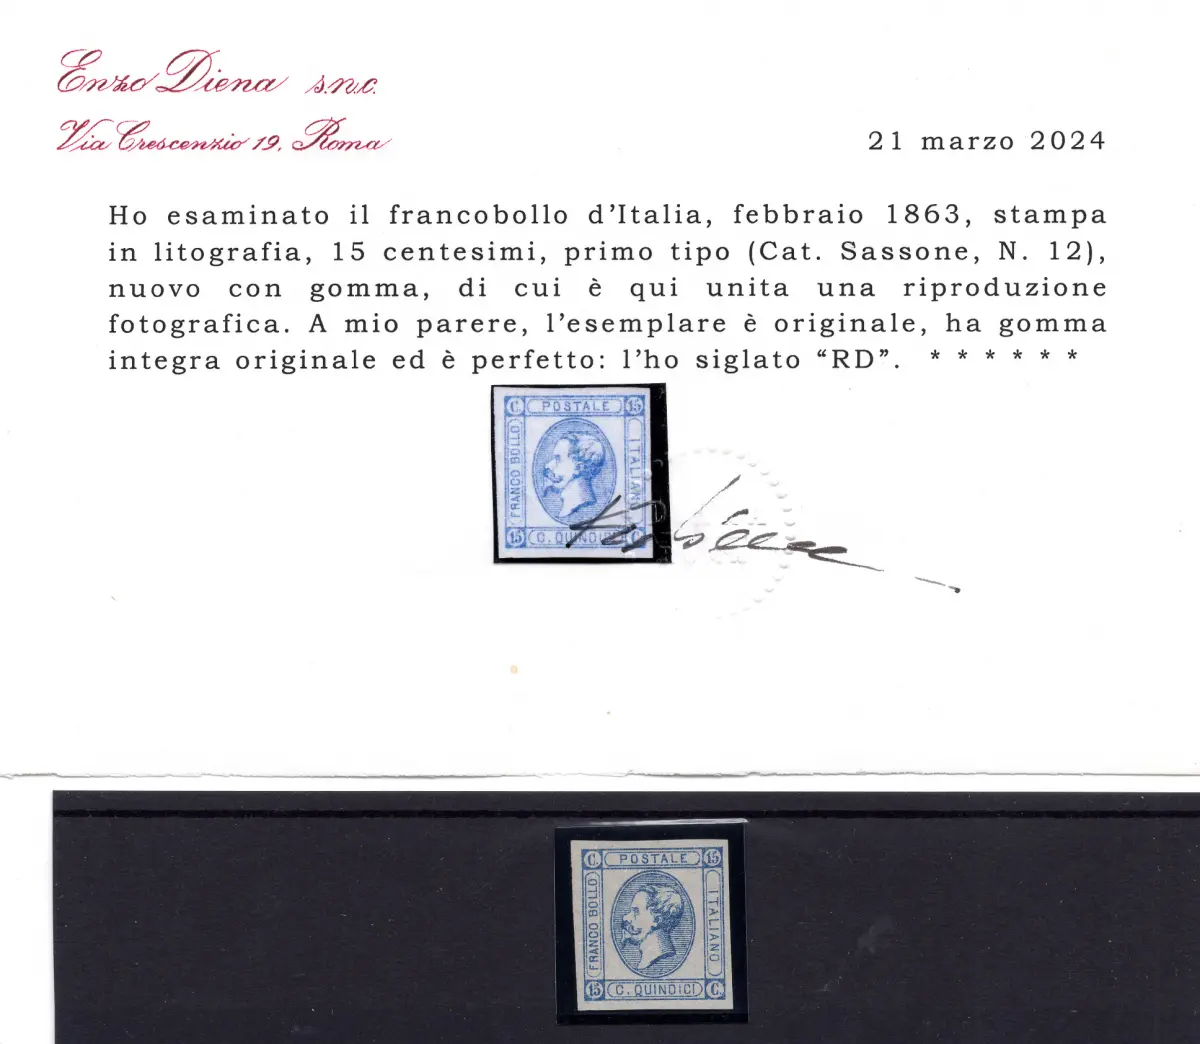 Enzo Diena s.n.c.
Via Crescenzio 19, Roma
21 marzo 2024
Ho esaminato il francobollo d'Italia, febbraio 1863, stampa
in litografia, 15 centesimi, primo tipo (Cat. Sassone, N. 12),
nuovo con gomma, di cui è qui unita una riproduzione
fotografica. A mio parere, l'esemplare è originale, ha gomma
integra originale ed è perfetto: l'ho siglato “RD”. * * * * * *
C. POSTALE 15
FRANCO BOLLO
ITALIANO
15 C. QUINDICI C.
C. POSTALE 15
FRANCO BOLLO
ITALIANO
15 C. QUINDICI C.